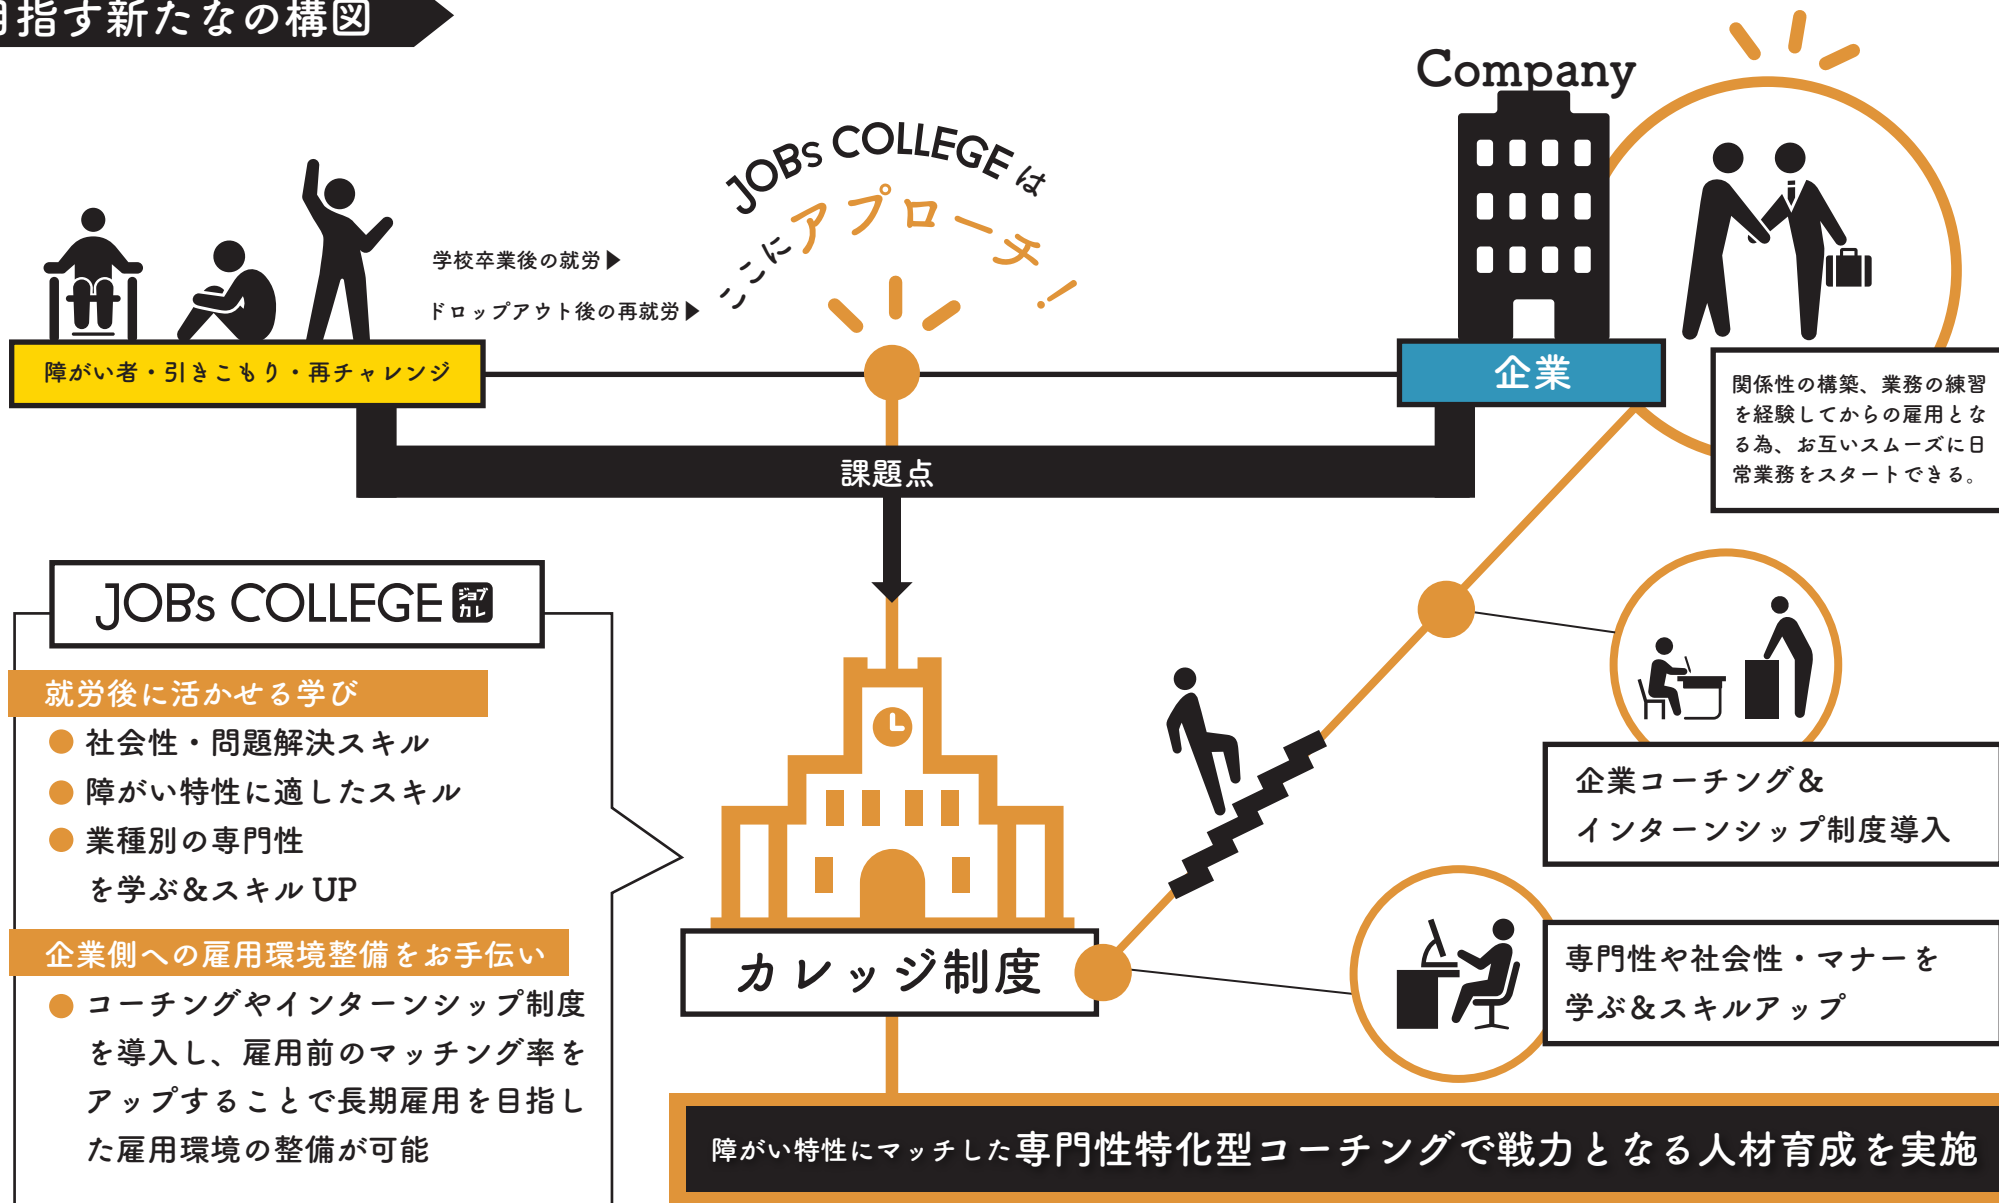 目指す新たなの構図
Company
JOBs COLLEGE は
ここにアプローチ！
学校卒業後の就労▶
ドロップアウト後の再就労▶
障がい者・引きこもり・再チャレンジ
企業
関係性の構築、業務の練習
を経験してからの雇用とな
る為、お互いスムーズに日
常業務をスタートできる。
課題点
JOBs COLLEGE ジョブ
カレ
就労後に活かせる学び
● 社会性・問題解決スキル
● 障がい特性に適したスキル
● 業種別の専門性
を学ぶ&スキル UP
企業側への雇用環境整備をお手伝い
● コーチングやインターンシップ制度
を導入し、雇用前のマッチング率を
アップすることで長期雇用を目指し
た雇用環境の整備が可能
カレッジ制度
企業コーチング&
インターンシップ制度導入
専門性や社会性・マナーを
学ぶ&スキルアップ
障がい特性にマッチした専門性特化型コーチングで戦力となる人材育成を実施